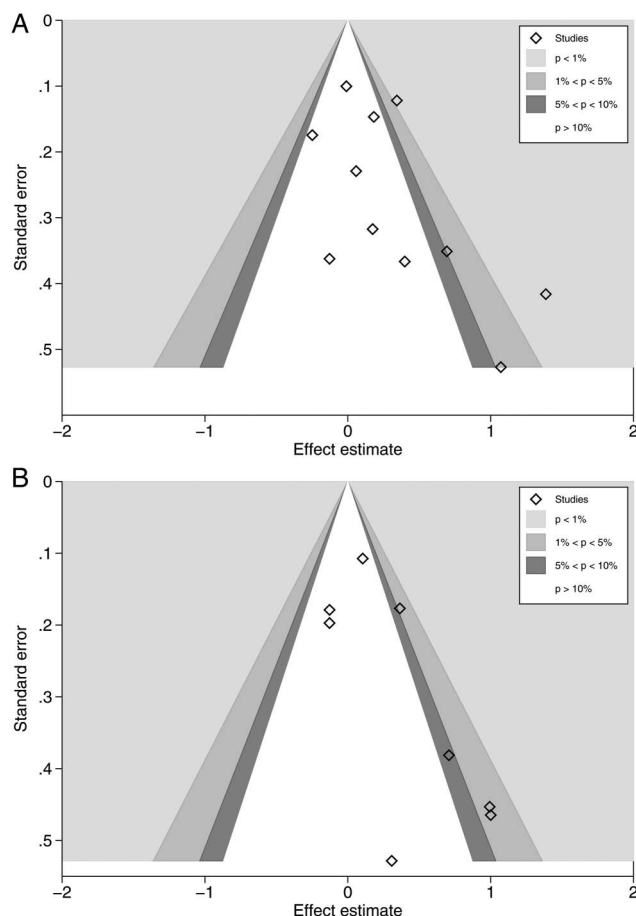 A
0
.1
.2
.3
.4
.5
Standard error
-2
-1
0
1
2
Effect estimate
Studies
p < 1%
1% < p < 5%
5% < p < 10%
p > 10%
B
0
.1
.2
.3
.4
.5
Standard error
-2
-1
0
1
2
Effect estimate
Studies
p < 1%
1% < p < 5%
5% < p < 10%
p > 10%